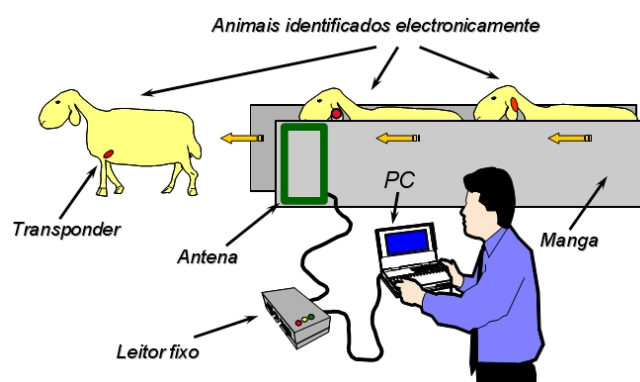 Animais identificados electronicamente
PC
Transponder
Antena
Manga
Leitor fixo